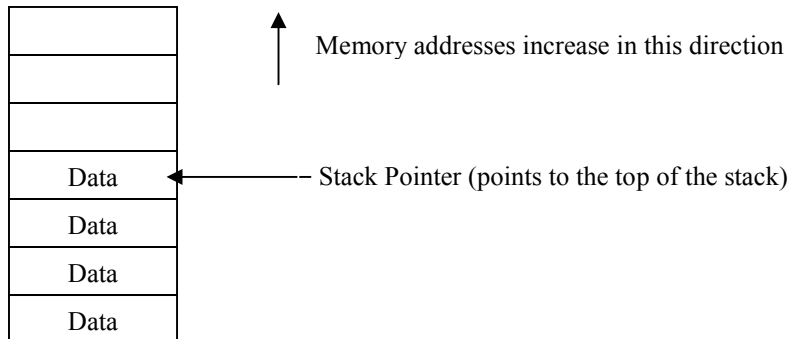 Memory addresses increase in this direction
Data
Stack Pointer (points to the top of the stack)
Data
Data
Data